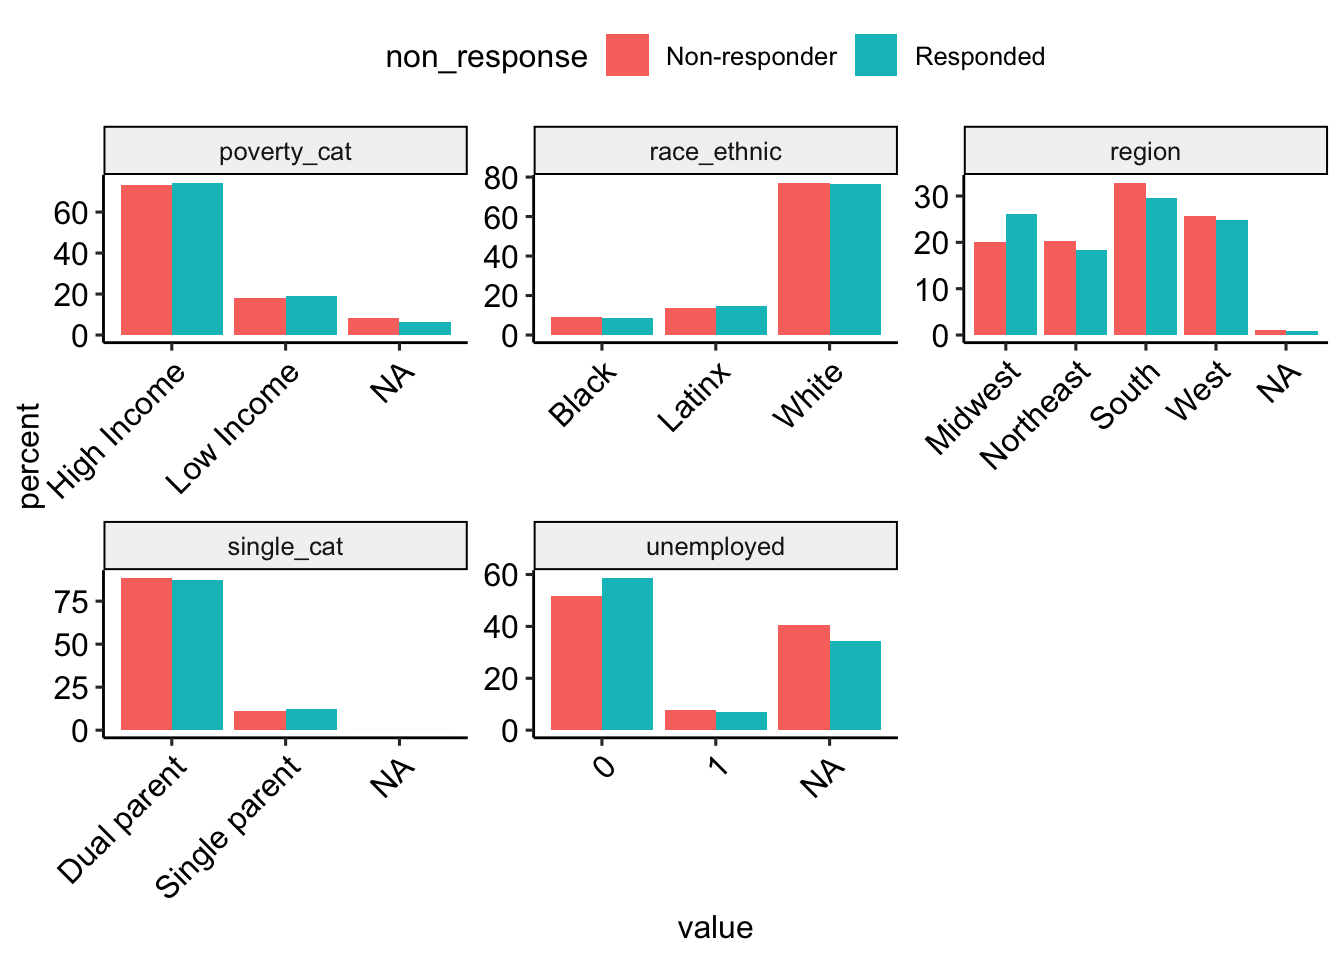 non_response Non-responder Responded
poverty_cat race_ethnic region
60
40
20
0
80
60
40
20
0
30
20
10
0
High Income Low Income NA
Black Latinx White
Midwest Northeast South West NA
percent
single_cat unemployed
75
50
25
0
60
40
20
0
Dual parent Single parent NA
0 1 NA
value